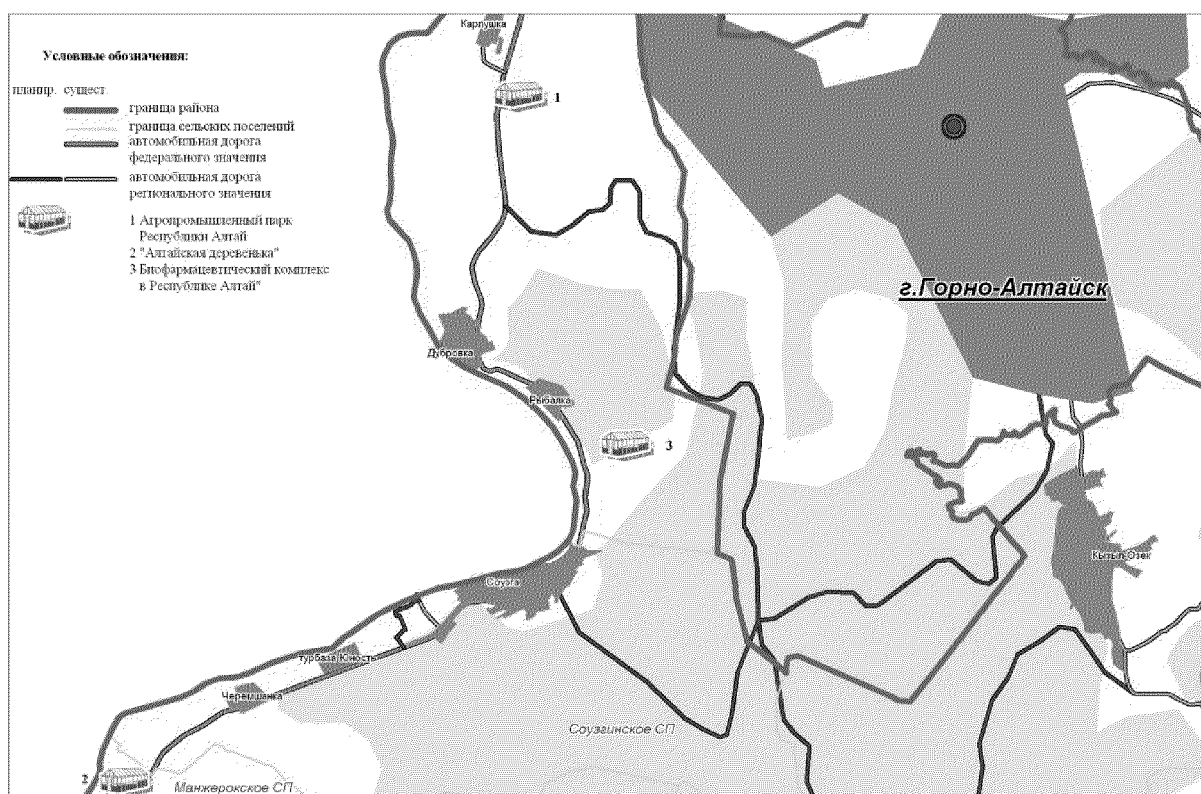 Карлушка
Условные обозначения:
планир. сущест.
граница района
граница сельских поселений
автомобильная дорога
федерального значения
автомобильная дорога
регионального значения
1 Агропромышленный парк
Республики Алтай
2 "Алтайская деревенька"
3 Биофармацевтический комплекс
в Республике Алтай"
1
г.Горно-Алтайск
Дубровка
Рыбалка
3
Кызыл-Озек
Соузга
турбаза Юность
Черемшанка
Соузгинское СП
2
Манжерокское СП